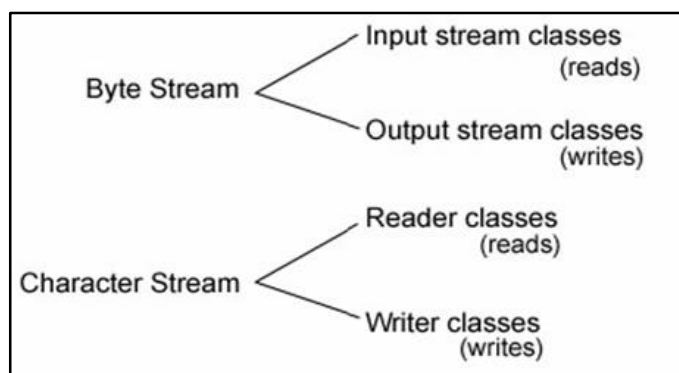 Input stream classes
(reads)
Byte Stream
Output stream classes
(writes)
Reader classes
(reads)
Character Stream
Writer classes
(writes)